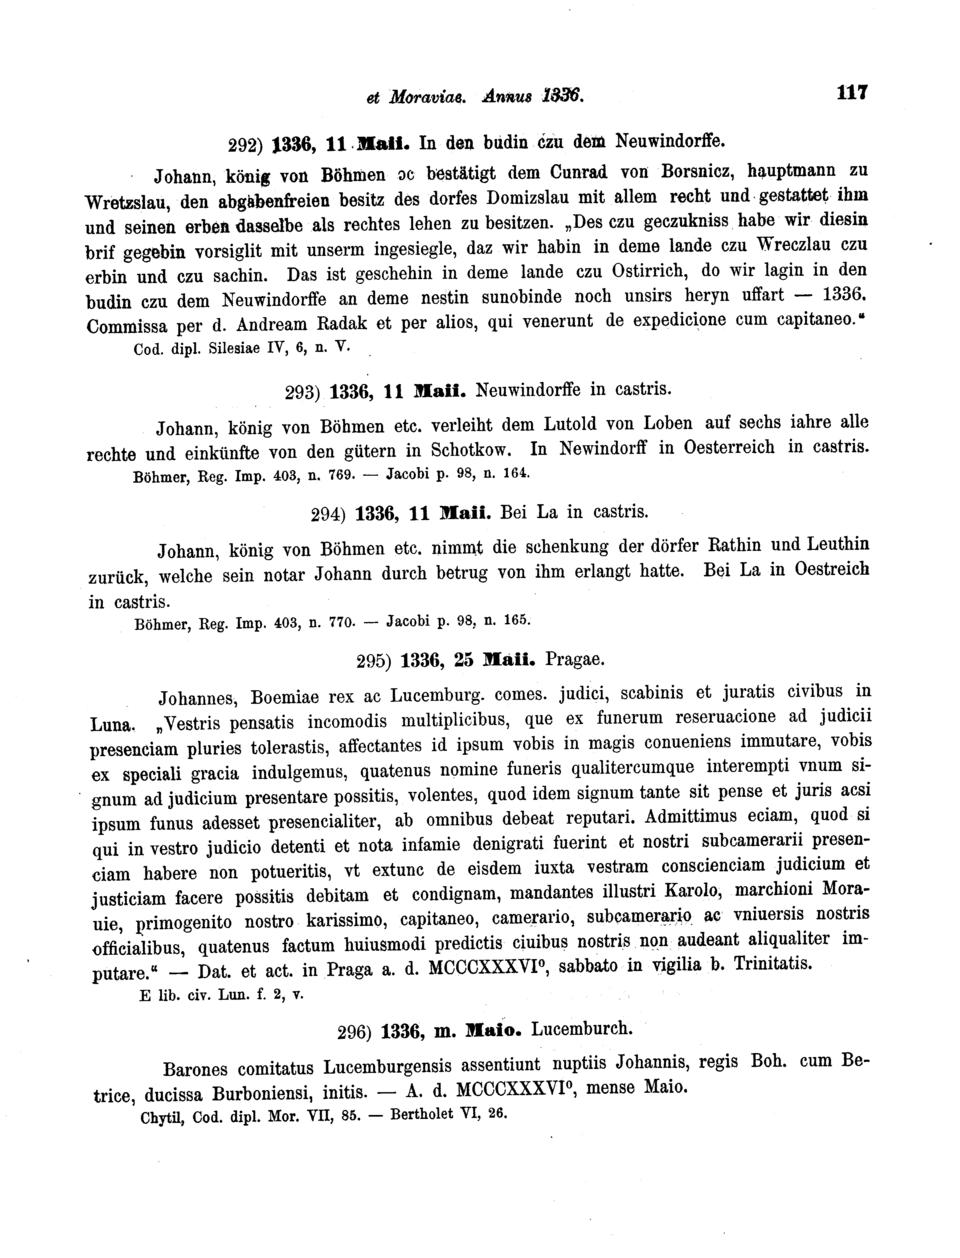 et Moraviae. Annus 1336. 117
292) 1336, 11 Maii. In den budin czu dem Neuwindorffe.
Johann, könig von Böhmen ɔc bestätigt dem Cunrad von Borsnicz, hauptmann zu
Wretzslau, den abgabenfreien besitz des dorfes Domizslau mit allem recht und gestattet ihm
und seinen erben dasselbe als rechtes lehen zu besitzen. „Des czu geczukniss habe wir diesin
brif gegebin vorsiglit mit unserm ingesiegle, daz wir habin in deme lande czu Wreczlau czu
erbin und czu sachin. Das ist geschehin in deme lande czu Ostirrich, do wir lagin in den
budin czu dem Neuwindorffe an deme nestin sunobinde noch unsirs heryn uffart — 1336.
Commissa per d. Andream Radak et per alios, qui venerunt de expedicione cum capitaneo.“
Cod. dipl. Silesiae IV, 6, n. V.
293) 1336, 11 Maii. Neuwindorffe in castris.
Johann, könig von Böhmen etc. verleiht dem Lutold von Loben auf sechs iahre alle
rechte und einkünfte von den gütern in Schotkow. In Newindorff in Oesterreich in castris.
Böhmer, Reg. Imp. 403, n. 769. — Jacobi p. 98, n. 164.
294) 1336, 11 Maii. Bei La in castris.
Johann, könig von Böhmen etc. nimmt die schenkung der dörfer Rathin und Leuthin
zurück, welche sein notar Johann durch betrug von ihm erlangt hatte. Bei La in Oestreich
in castris.
Böhmer, Reg. Imp. 403, n. 770. — Jacobi p. 98, n. 165.
295) 1336, 25 Maii. Pragae.
Johannes, Boemiae rex ac Lucemburg. comes. judici, scabinis et juratis civibus in
Luna. „Vestris pensatis incomodis multiplicibus, que ex funerum reseruacione ad judicii
presenciam pluries tolerastis, affectantes id ipsum vobis in magis conueniens immutare, vobis
ex speciali gracia indulgemus, quatenus nomine funeris qualitercumque interempti vnum si-
gnum ad judicium presentare possitis, volentes, quod idem signum tante sit pense et juris acsi
ipsum funus adesset presencialiter, ab omnibus debeat reputari. Admittimus eciam, quod si
qui in vestro judicio detenti et nota infamie denigrati fuerint et nostri subcamerarii presen-
ciam habere non potueritis, vt extunc de eisdem iuxta vestram conscienciam judicium et
justiciam facere possitis debitam et condignam, mandantes illustri Karolo, marchioni Mora-
uie, primogenito nostro karissimo, capitaneo, camerario, subcamerario ac vniuersis nostris
officialibus, quatenus factum huiusmodi predictis ciuibus nostris non audeant aliqualiter im-
putare.“ — Dat. et act. in Praga a. d. MCCCXXXVI⁰, sabbato in vigilia b. Trinitatis.
E lib. civ. Lun. f. 2, v.
296) 1336, m. Maio. Lucemburch.
Barones comitatus Lucemburgensis assentiunt nuptiis Johannis, regis Boh. cum Be-
trice, ducissa Burboniensi, initis. — A. d. MCCCXXXVI⁰, mense Maio.
Chytil, Cod. dipl. Mor. VII, 85. — Bertholet VI, 26.